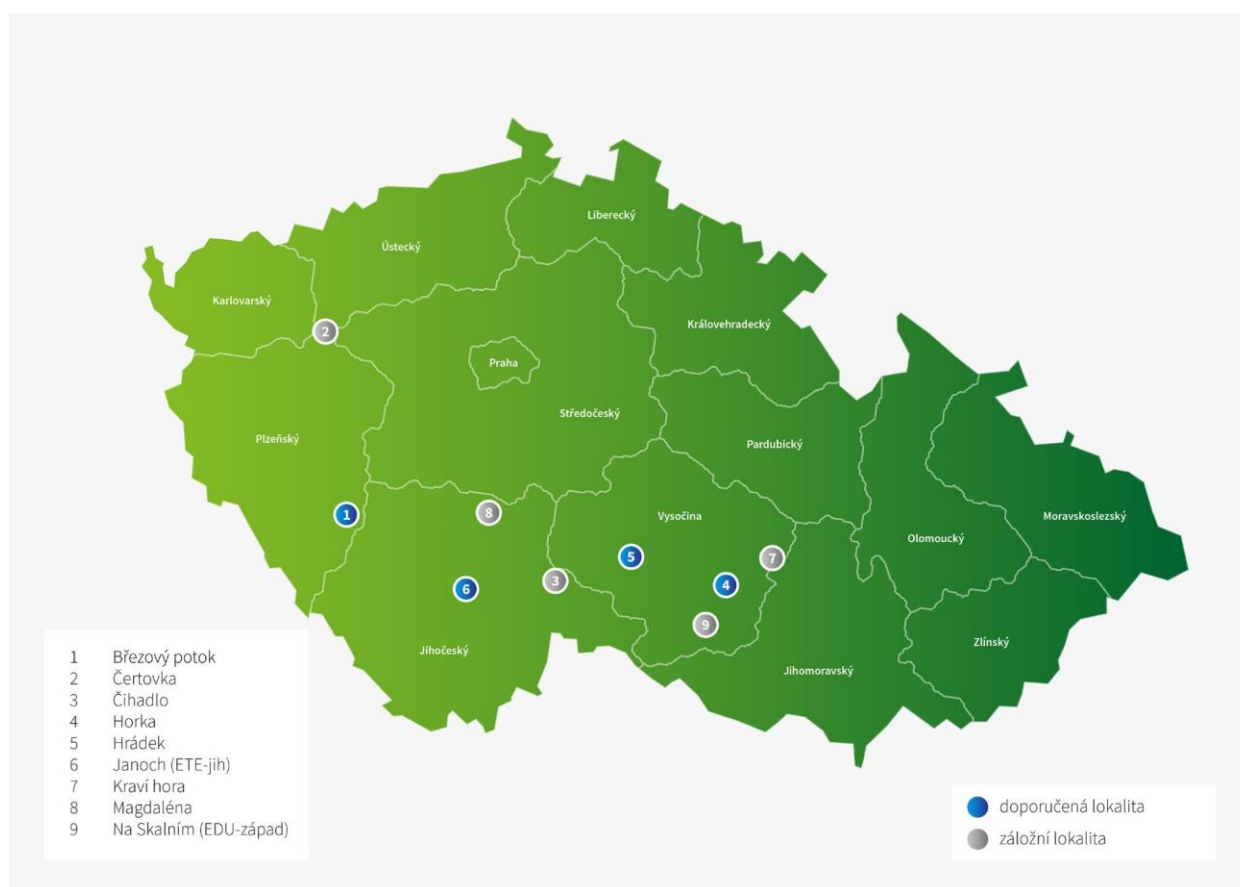 Liberecký
Ústecký
Karlovarský
Královehradecký
2
Praha
Středočeský
Plzeňský
Pardubický
1
8
Vysočina
Moravskoslezský
Olomoucký
5
7
3
4
6
9
Jihočeský
Zlínský
Jihomoravský
1 Březový potok
2 Čertovka
3 Čihadlo
4 Horka
5 Hrádek
6 Janoch (ETE-jih)
7 Kraví hora
8 Magdaléna
9 Na Skalním (EDU-západ)
doporučená lokalita
záložní lokalita